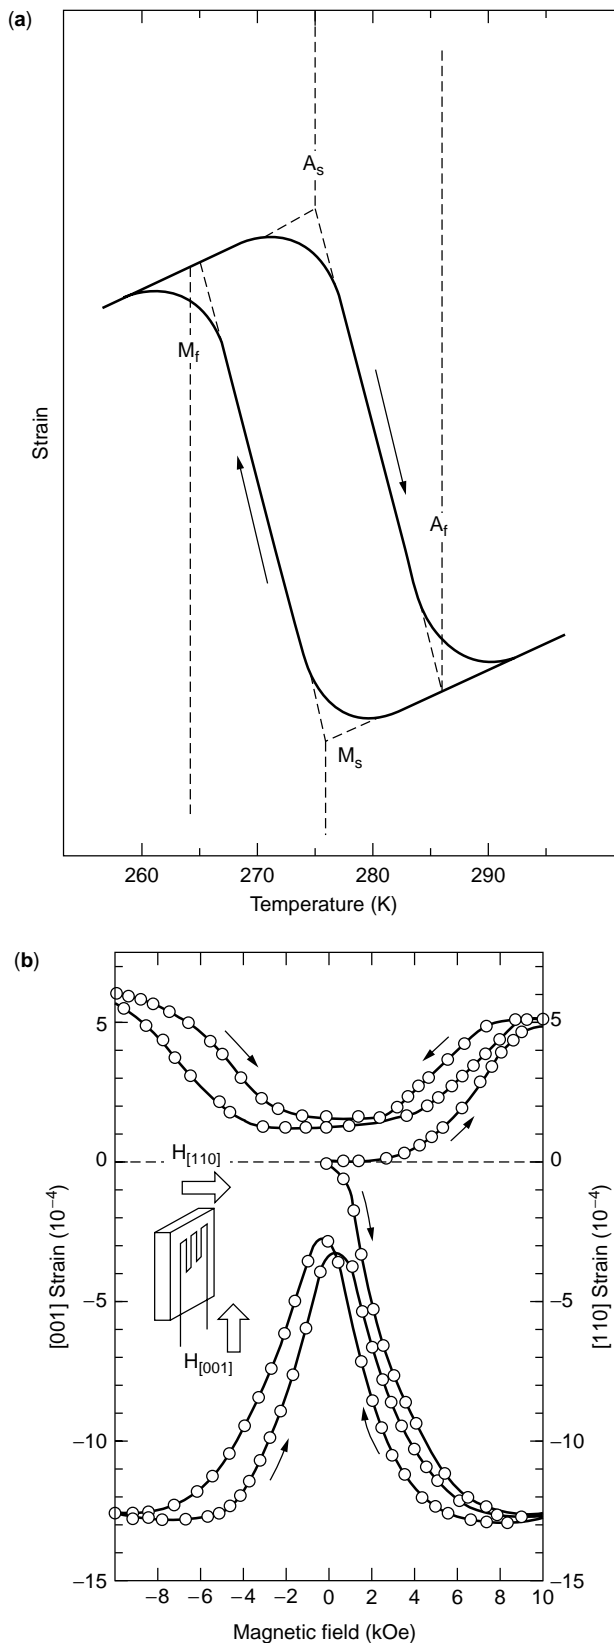 (a)
A_s
M_f
A_f
M_s
Strain
260 270 280 290
Temperature (K)
(b)
5 5
H_[110]
0 0
[001] Strain (10⁻⁴)
[110] Strain (10⁻⁴)
−5 −5
H_[001]
−10 −10
−15 −15
−8 −6 −4 −2 0 2 4 6 8 10
Magnetic field (kOe)